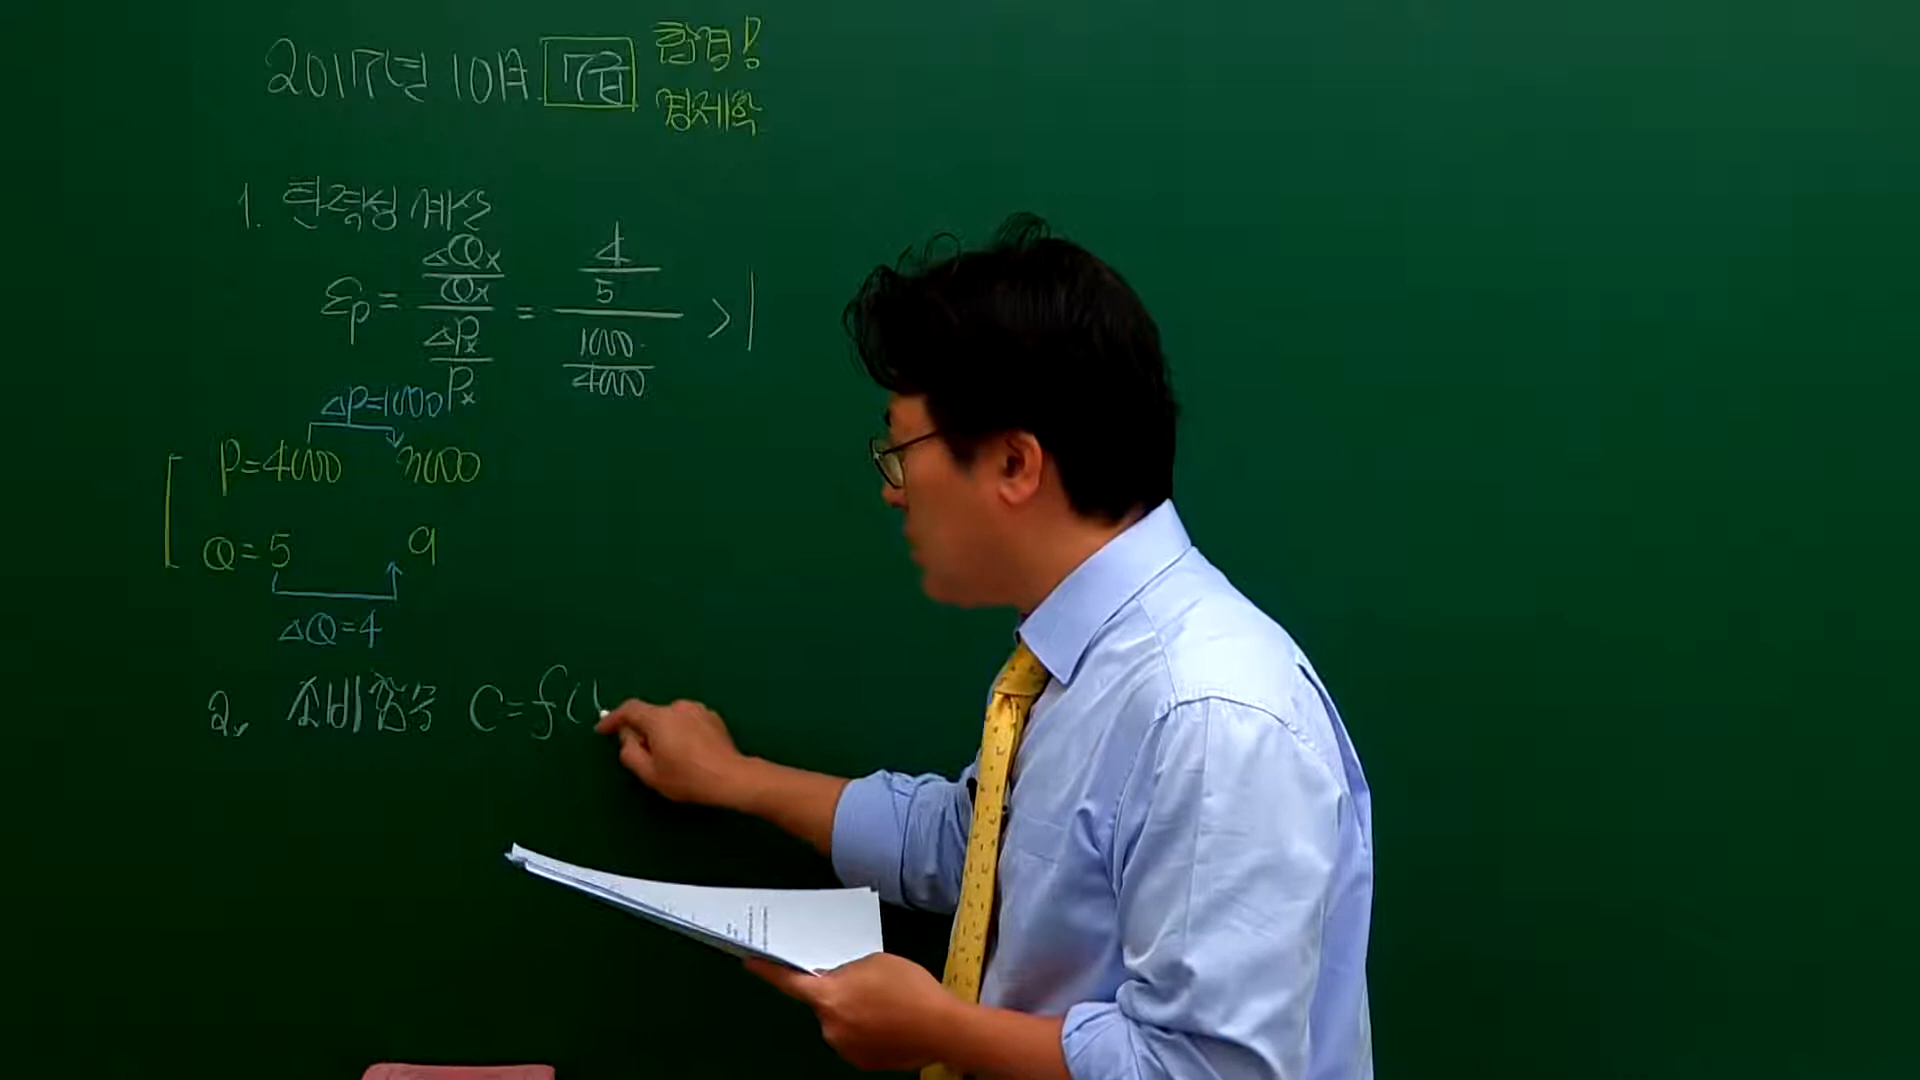 2017년 10月 7급 합격!
경제학
1. 탄력성 계산
εp = ΔQx/Qx / ΔPx/Px = 4/5 / 1000/4000 > 1
ΔP=1000
P=4000 3000
Q=5 9
ΔQ=4
2. 소비함수 C=f(